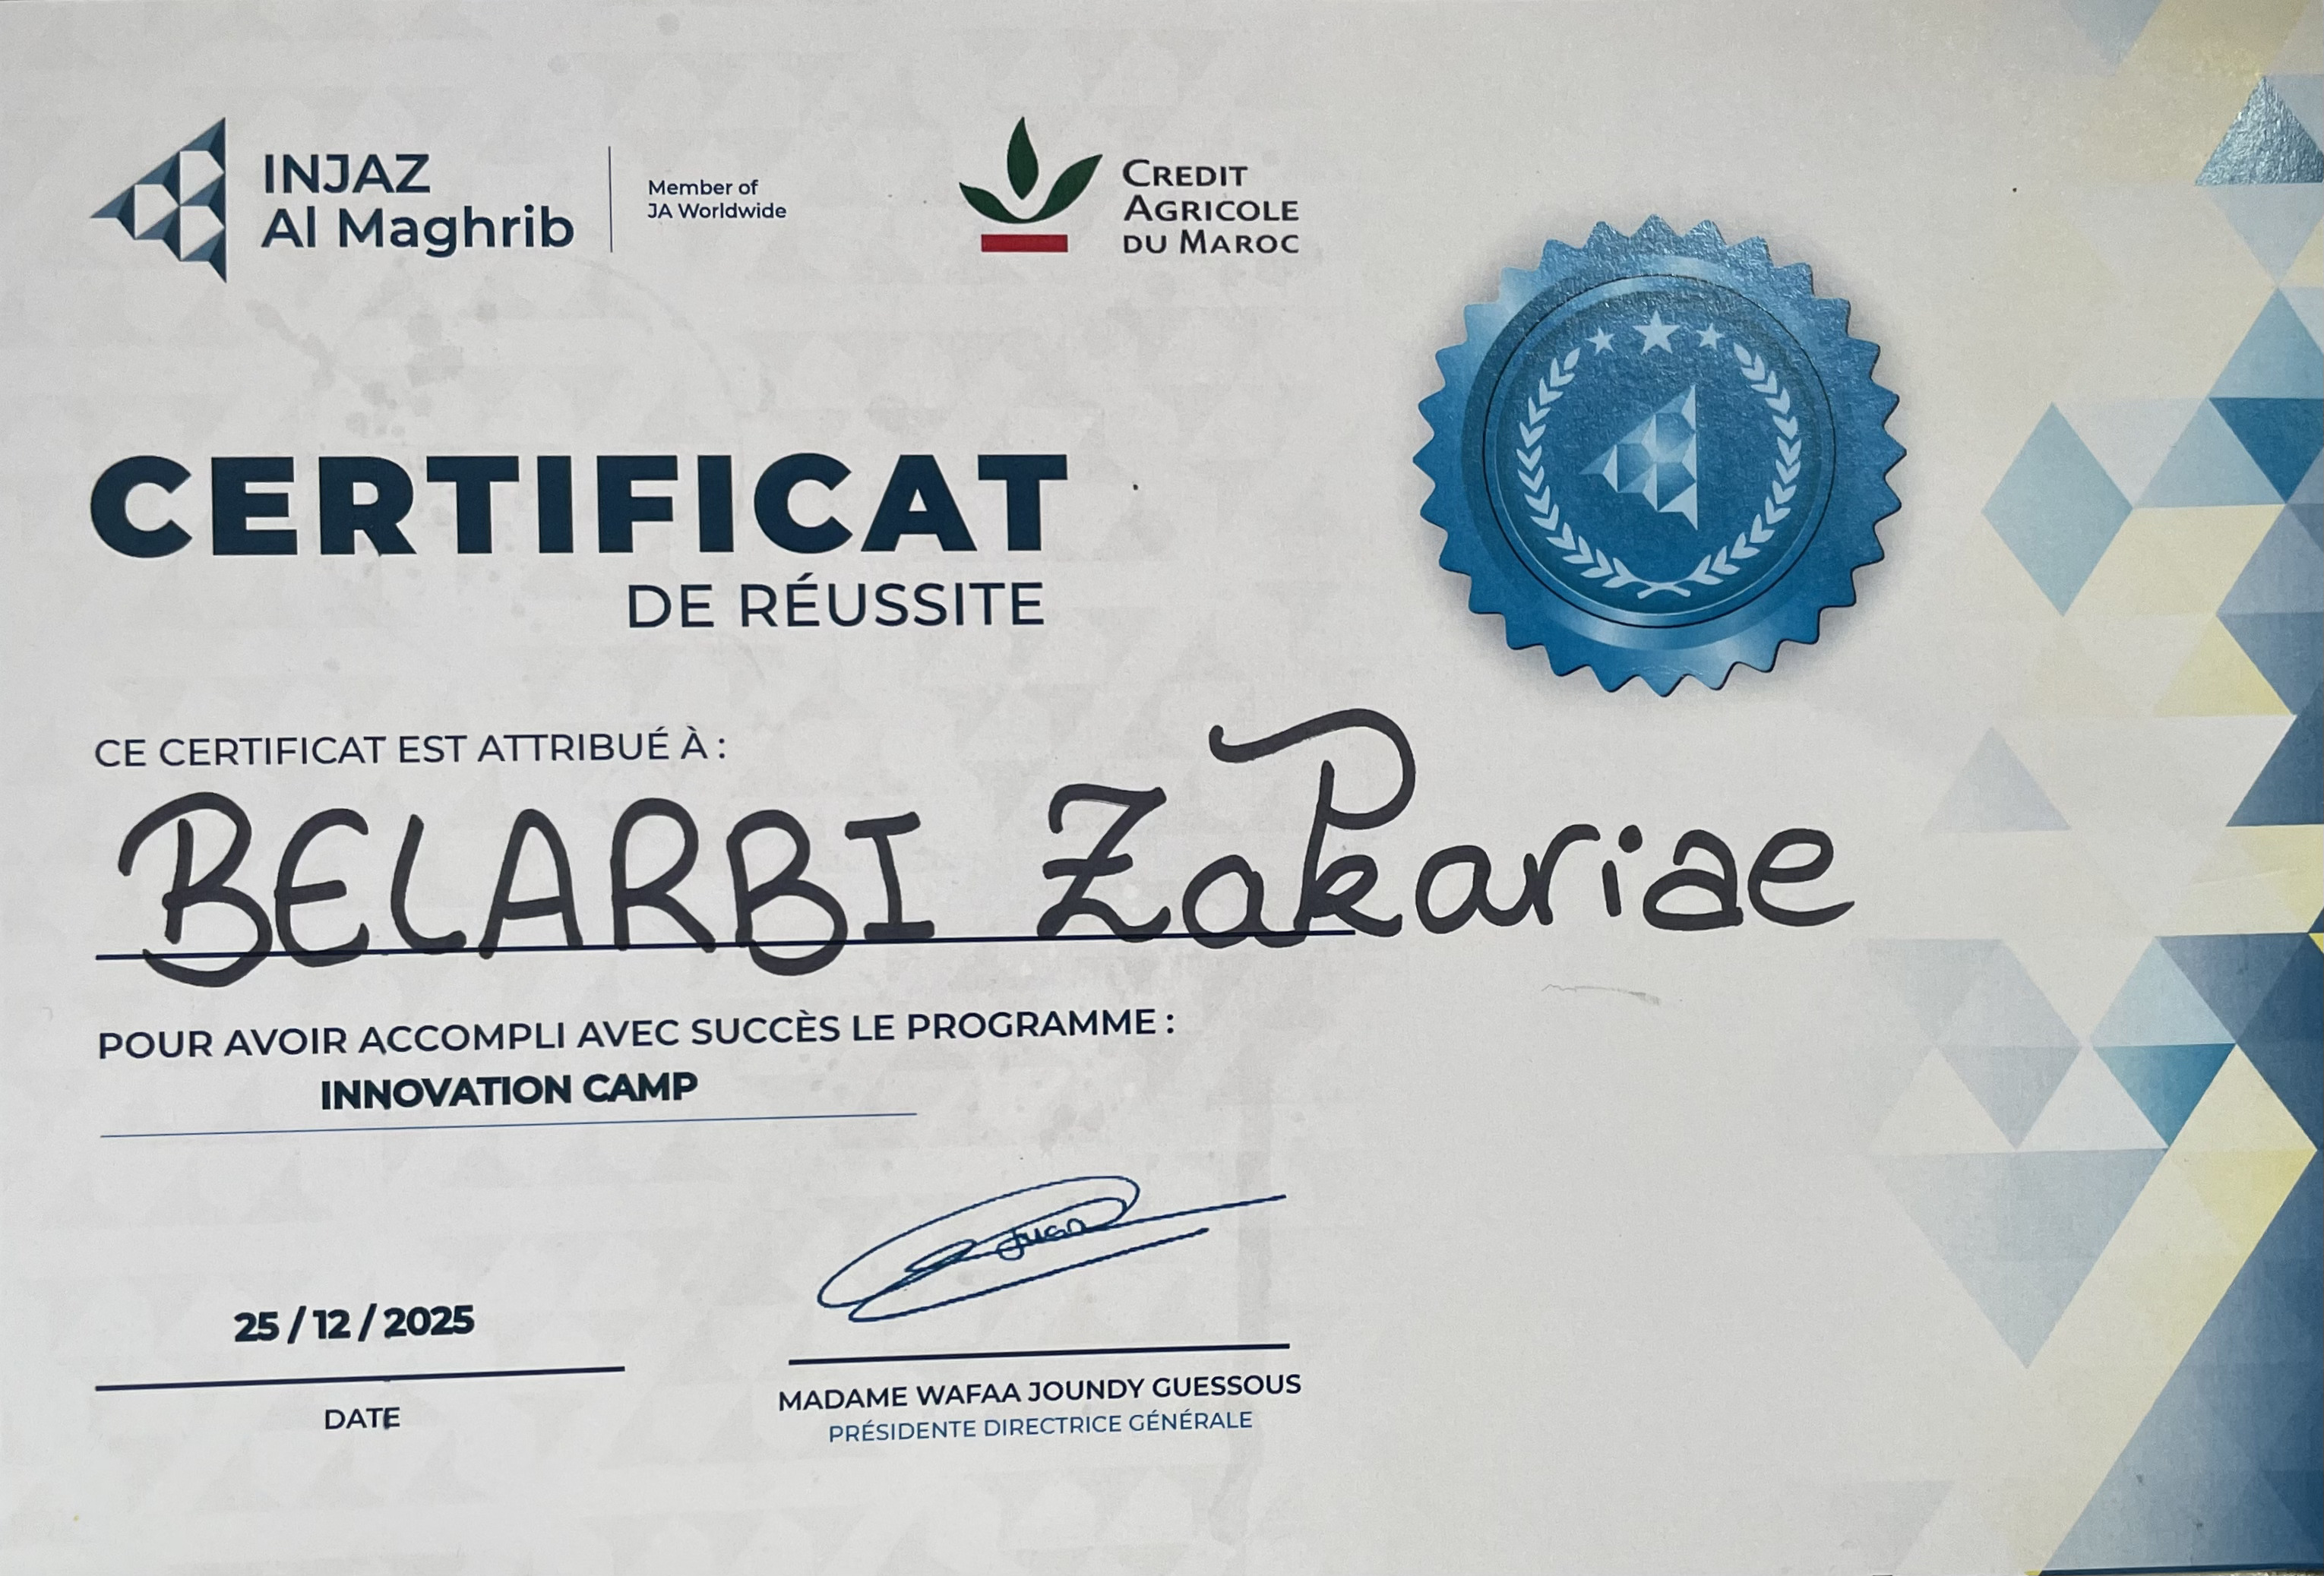 INJAZ
Al Maghrib
Member of
JA Worldwide
CREDIT
AGRICOLE
DU MAROC
CERTIFICAT
DE RÉUSSITE
CE CERTIFICAT EST ATTRIBUÉ À :
BELARBI Zakariae
POUR AVOIR ACCOMPLI AVEC SUCCÈS LE PROGRAMME :
INNOVATION CAMP
25 / 12 / 2025
DATE
MADAME WAFAA JOUNDY GUESSOUS
PRÉSIDENTE DIRECTRICE GÉNÉRALE